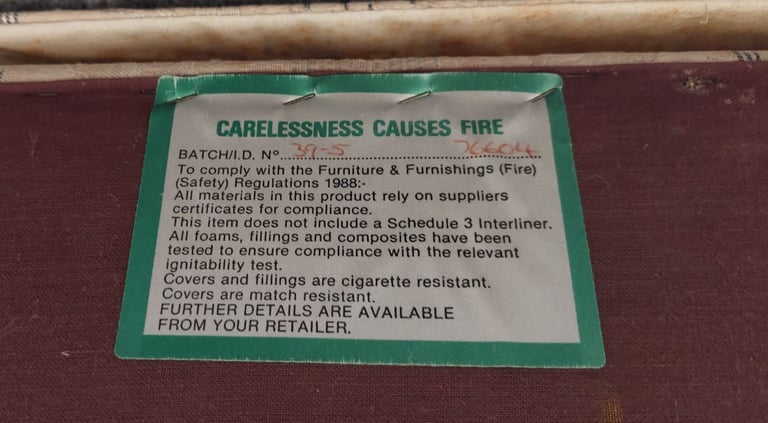 CARELESSNESS CAUSES FIRE
BATCH/I.D. Nº 39-5 76604
To comply with the Furniture & Furnishings (Fire)
(Safety) Regulations 1988:-
All materials in this product rely on suppliers
certificates for compliance.
This item does not include a Schedule 3 Interliner.
All foams, fillings and composites have been
tested to ensure compliance with the relevant
ignitability test.
Covers and fillings are cigarette resistant.
Covers are match resistant.
FURTHER DETAILS ARE AVAILABLE
FROM YOUR RETAILER.